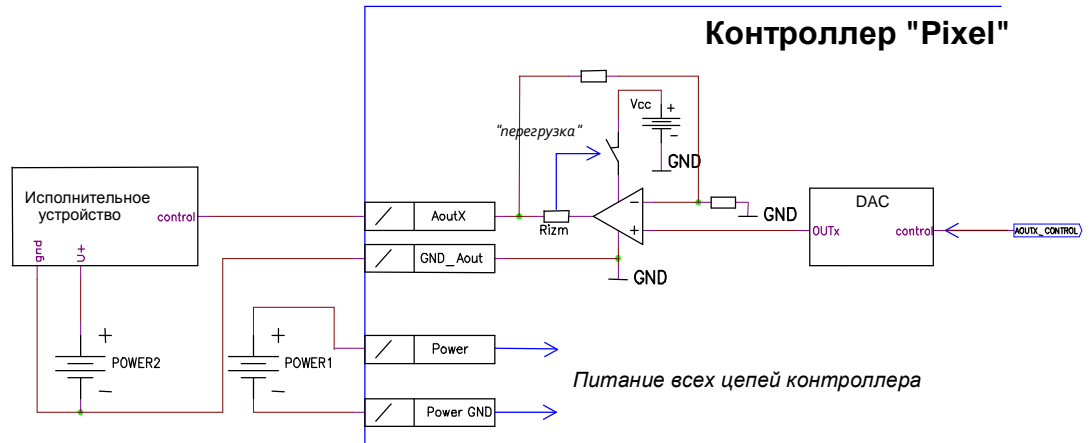 Контроллер "Pixel"
Vcc
+
-
"перегрузка"
GND
Исполнительное
устройство
control
gnd
U+
AoutX
Rizm
-
+
GND
DAC
OUTx
control
AOUTX_CONTROL
GND_Aout
GND
+
POWER2
-
+
POWER1
-
Power
Питание всех цепей контроллера
Power GND